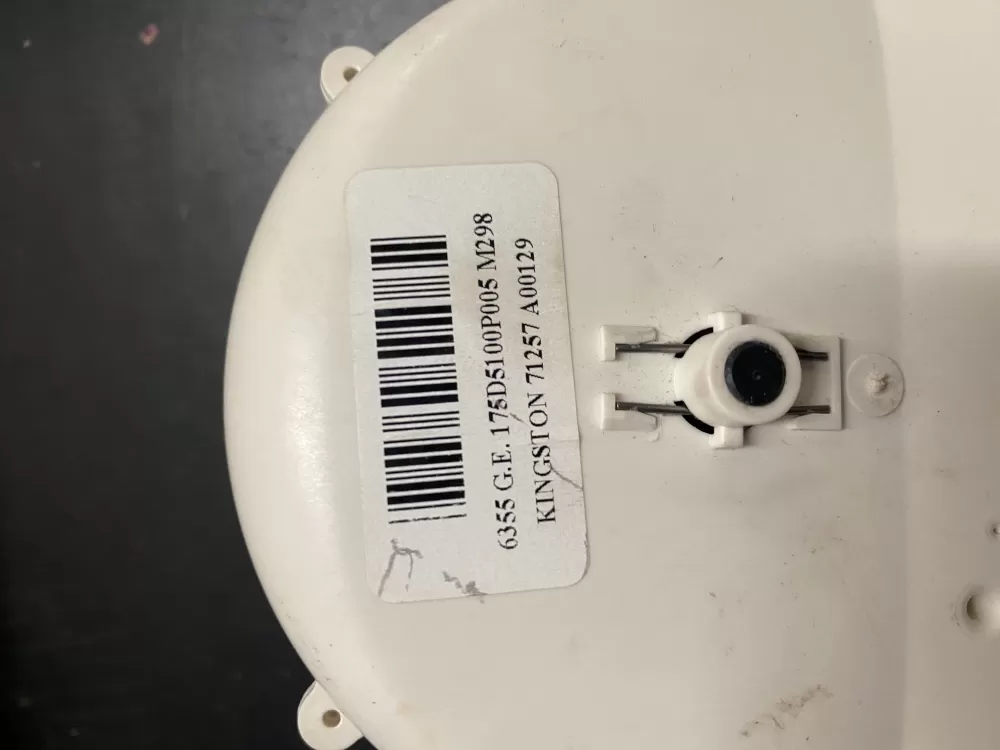 6355 G.E. 175D5100P005 M298
KINGSTON 71257 A00129